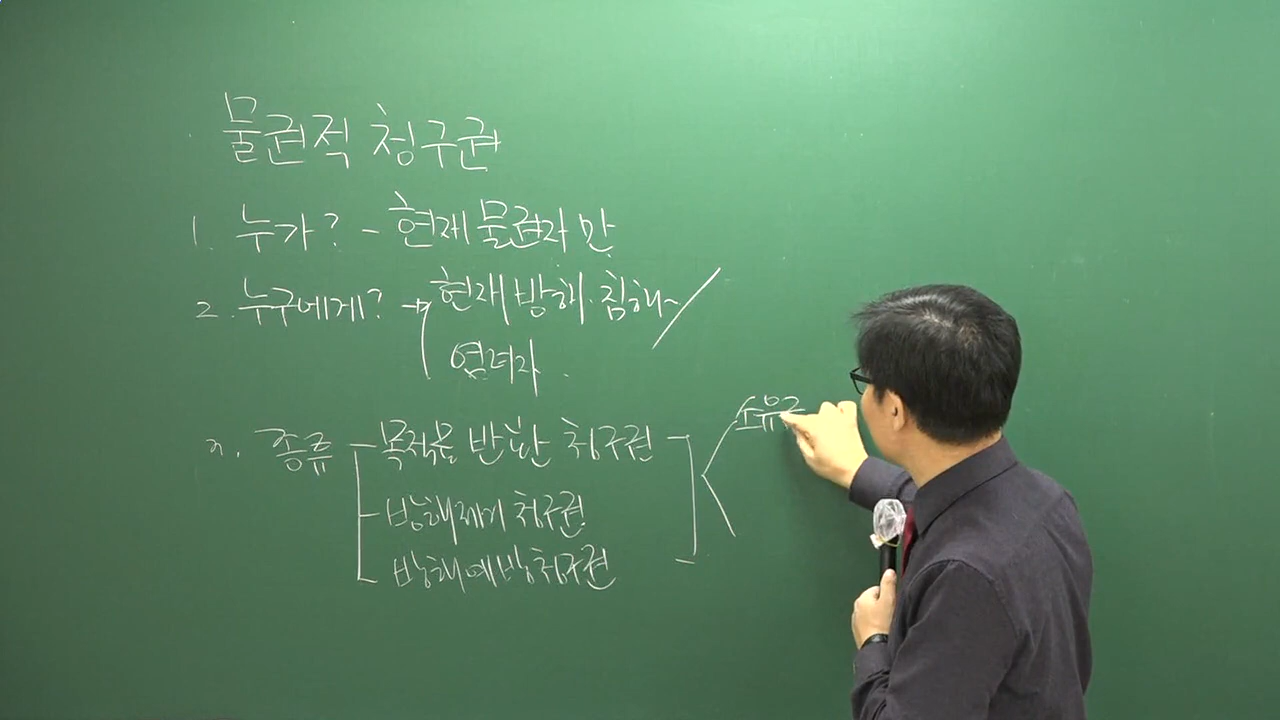 물권적 청구권
1. 누가? - 현재 물권자 만
2. 누구에게? → 현재 방해. 침해~
염려자.
3. 종류 - 목적물 반환 청구권
- 방해제거 청구권
- 방해예방청구권
소유